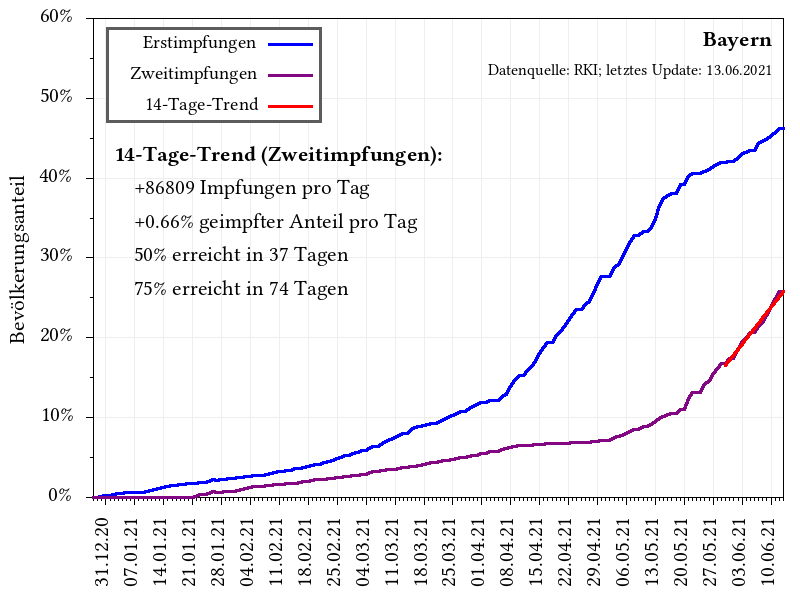 60%
50%
40%
30%
20%
10%
0%
Bevölkerungsanteil
Erstimpfungen
Zweitimpfungen
14-Tage-Trend
Bayern
Datenquelle: RKI; letztes Update: 13.06.2021
14-Tage-Trend (Zweitimpfungen):
+86809 Impfungen pro Tag
+0.66% geimpfter Anteil pro Tag
50% erreicht in 37 Tagen
75% erreicht in 74 Tagen
31.12.20
07.01.21
14.01.21
21.01.21
28.01.21
04.02.21
11.02.21
18.02.21
25.02.21
04.03.21
11.03.21
18.03.21
25.03.21
01.04.21
08.04.21
15.04.21
22.04.21
29.04.21
06.05.21
13.05.21
20.05.21
27.05.21
03.06.21
10.06.21